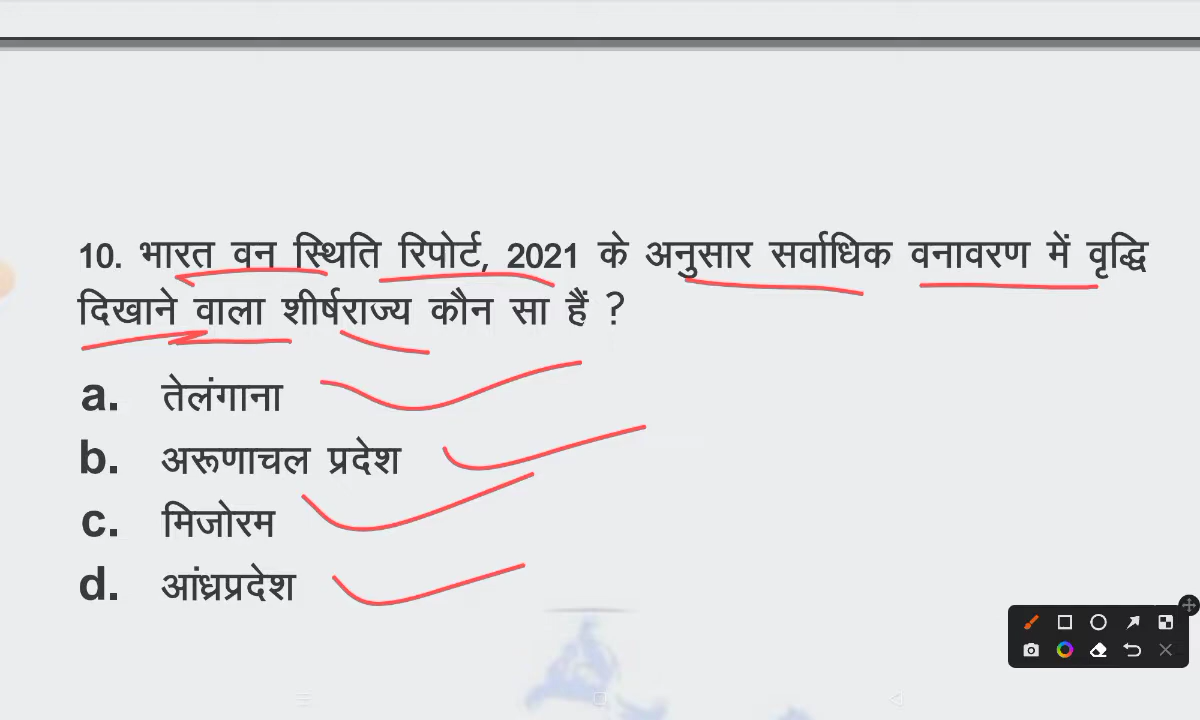 10. भारत वन स्थिति रिपोर्ट, 2021 के अनुसार सर्वाधिक वनावरण में वृद्धि
दिखाने वाला शीर्षराज्य कौन सा हैं ?
a. तेलंगाना
b. अरूणाचल प्रदेश
c. मिजोरम
d. आंध्रप्रदेश